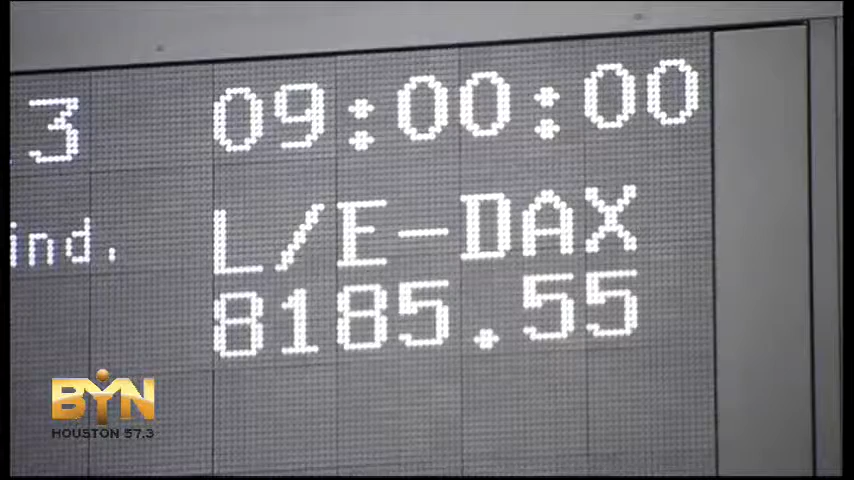 .3 09:00:00
ind. L/E-DAX
8185.55
BYN
HOUSTON 57.3